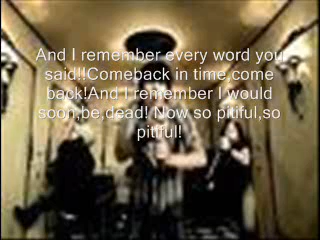 And I remember every word you
said!!Comeback in time,come
back!And I remember I would
soon,be,dead! Now so pitiful,so
pitiful!